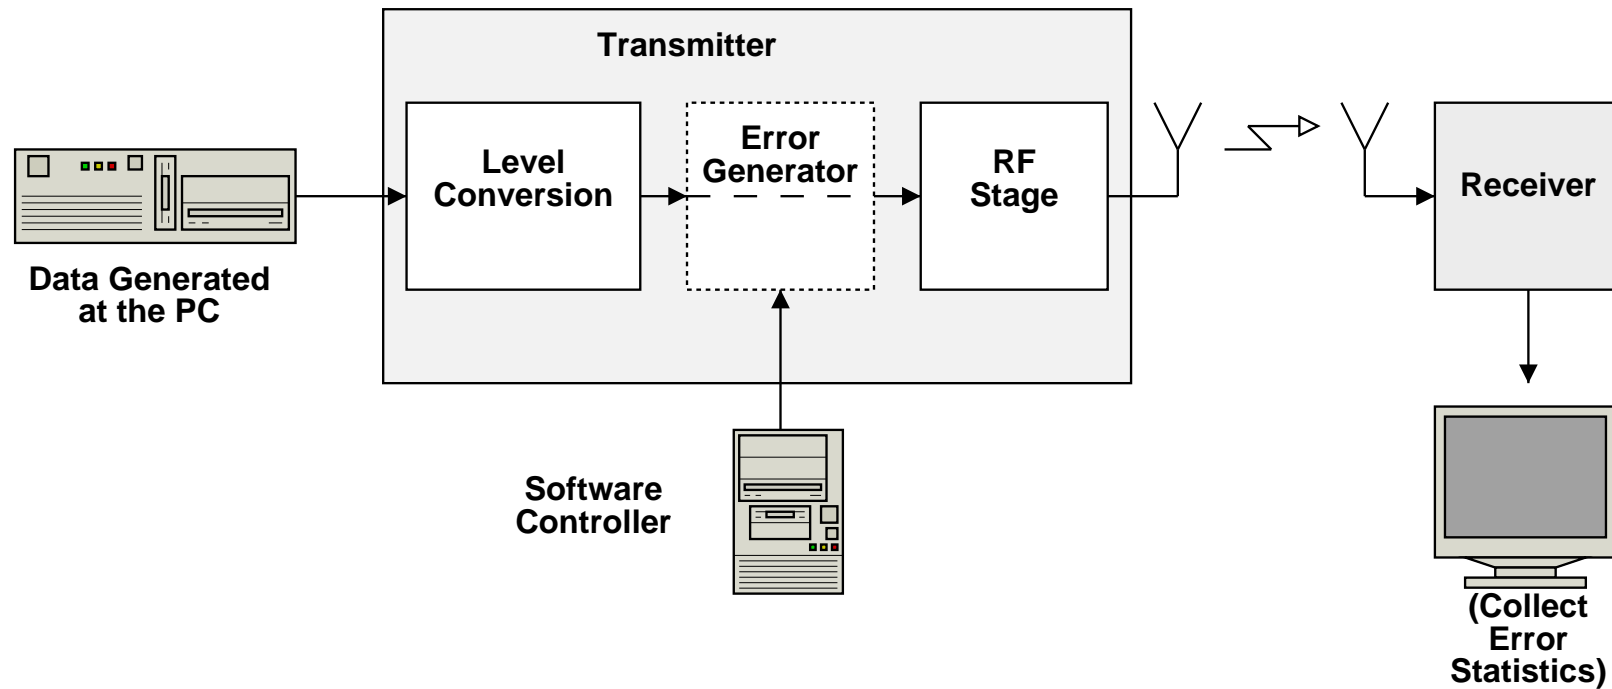 Transmitter
Level
Conversion
Error
Generator
RF
Stage
Receiver
Data Generated
at the PC
Software
Controller
(Collect
Error
Statistics)